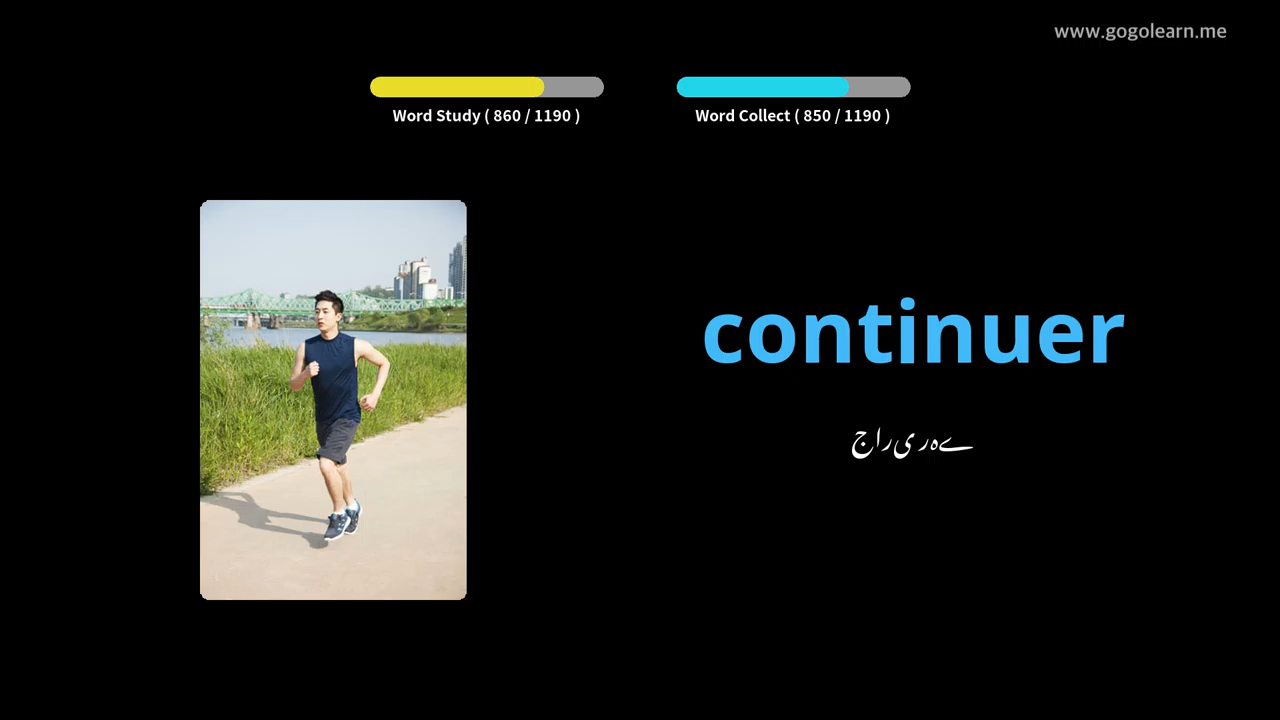 www.gogolearn.me
Word Study ( 860 / 1190 )
Word Collect ( 850 / 1190 )
continuer
جاری رہے